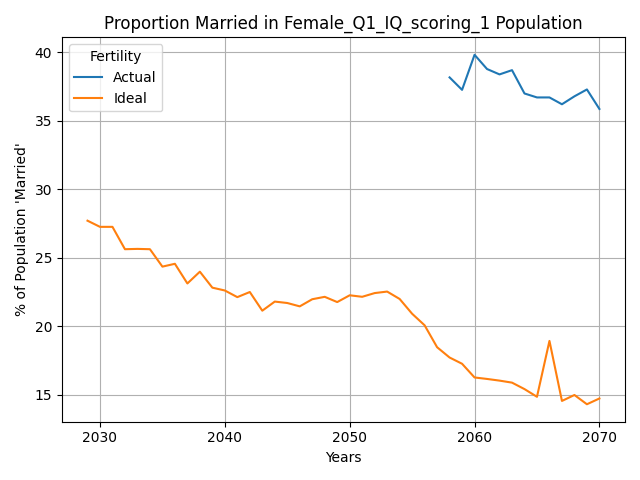 Proportion Married in Female_Q1_IQ_scoring_1 Population
Fertility
Actual
Ideal
% of Population 'Married'
40
35
30
25
20
15
2030 2040 2050 2060 2070
Years